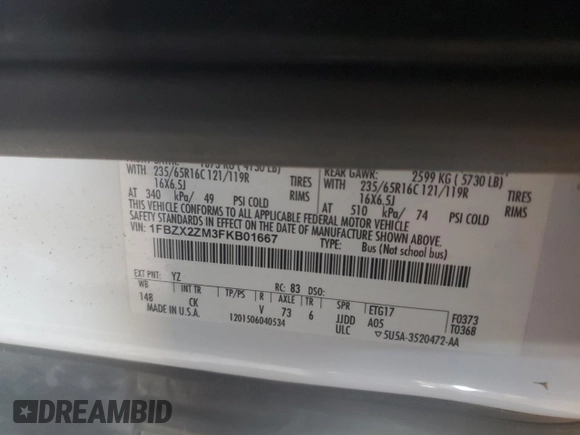 WITH 235/65R16C 121/119R TIRES
16X6.5J RIMS
AT 340 kPa/ 49 PSI COLD
REAR GAWR: 2599 KG ( 5730 LB)
WITH 235/65R16C 121/119R TIRES
16X6.5J RIMS
AT 510 kPa/ 74 PSI COLD
THIS VEHICLE CONFORMS TO ALL APPLICABLE FEDERAL MOTOR VEHICLE
SAFETY STANDARDS IN EFFECT ON THE DATE OF MANUFACTURE SHOWN ABOVE.
VIN: 1FBZX2ZM3FKB01667
TYPE: Bus (Not school bus)
EXT PNT: YZ RC: 83 DSO:
WB INT TR TP/PS R AXLE TR SPR ETG17 F0373
148 CK V 73 6 JJDD A05 T0368
MADE IN U.S.A. 1201506040534 ULC 5U5A-3520472-AA
DREAMBID